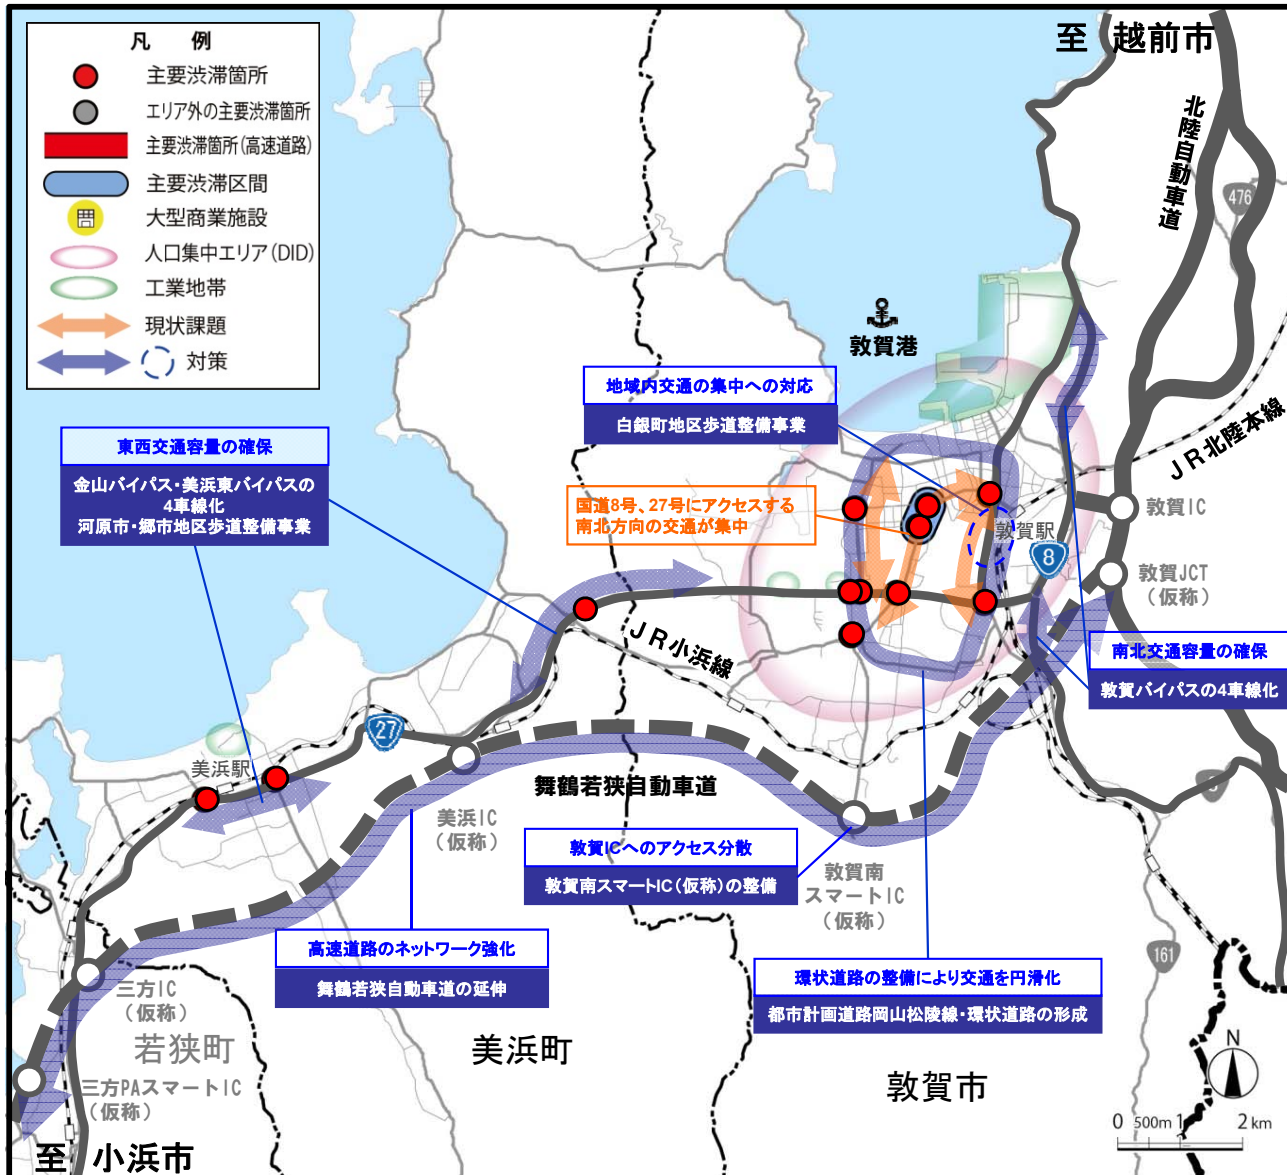 凡 例
主要渋滞箇所
エリア外の主要渋滞箇所
主要渋滞箇所(高速道路)
主要渋滞区間
大型商業施設
人口集中エリア(DID)
工業地帯
現状課題
対策
至 越前市
北陸自動車道
476
敦賀港
地域内交通の集中への対応
白銀町地区歩道整備事業
東西交通容量の確保
金山バイパス・美浜東バイパスの
4車線化
河原市・郷市地区歩道整備事業
国道8号、27号にアクセスする
南北方向の交通が集中
JR北陸本線
敦賀IC
敦賀駅
8
敦賀JCT
(仮称)
JR小浜線
南北交通容量の確保
敦賀バイパスの4車線化
27
美浜駅
舞鶴若狭自動車道
美浜IC
(仮称)
敦賀ICへのアクセス分散
敦賀南スマートIC(仮称)の整備
敦賀南
スマートIC
(仮称)
高速道路のネットワーク強化
舞鶴若狭自動車道の延伸
環状道路の整備により交通を円滑化
都市計画道路岡山松陵線・環状道路の形成
161
三方IC
(仮称)
若狭町
美浜町
敦賀市
三方PAスマートIC
(仮称)
至 小浜市
N
0 500m 1 2km